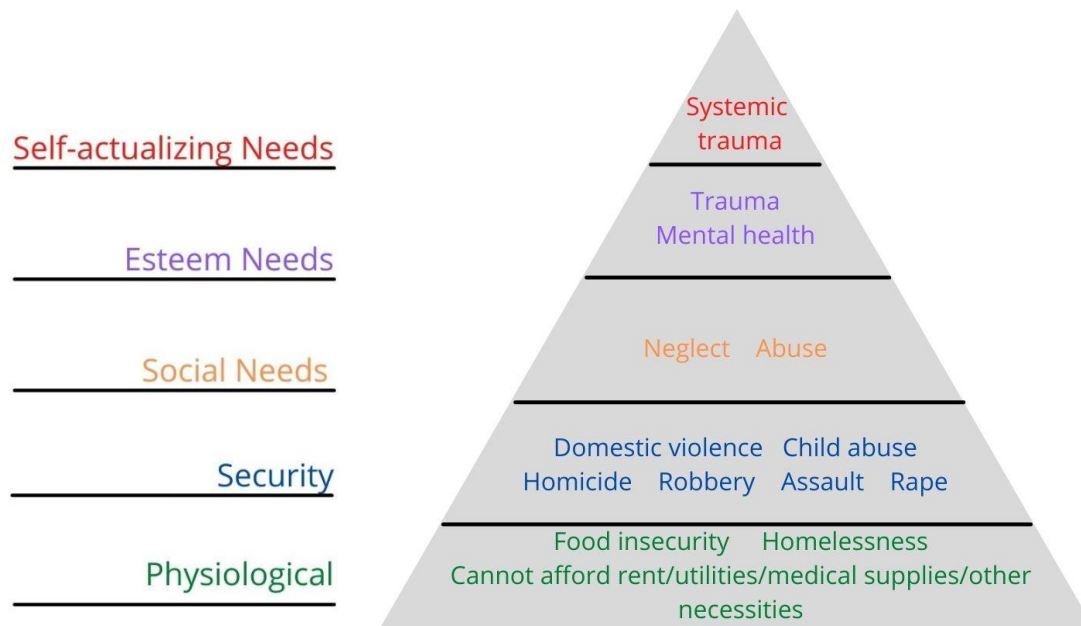 Systemic
trauma
Self-actualizing Needs
Trauma
Mental health
Esteem Needs
Neglect Abuse
Social Needs
Domestic violence Child abuse
Homicide Robbery Assault Rape
Security
Food insecurity Homelessness
Cannot afford rent/utilities/medical supplies/other
necessities
Physiological